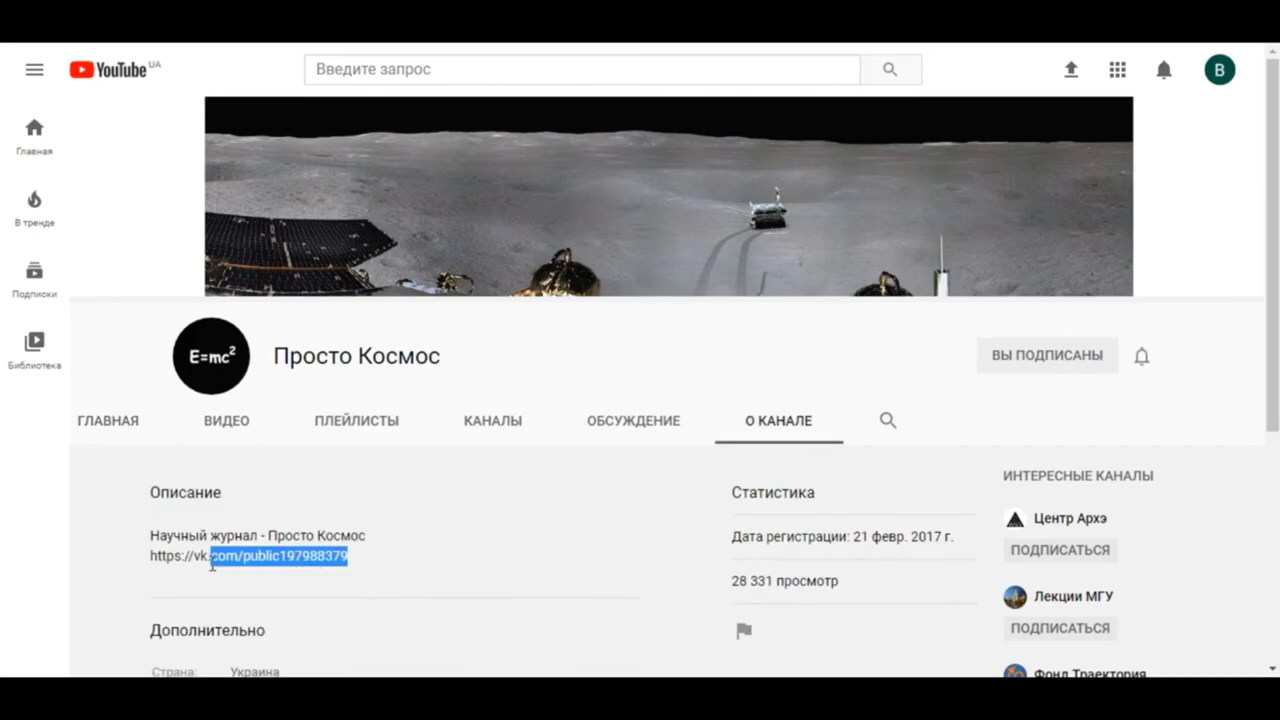 YouTube UA
Введите запрос
B
Главная
В тренде
Подписки
Библиотека
E=mc²
Просто Космос
ВЫ ПОДПИСАНЫ
ГЛАВНАЯ ВИДЕО ПЛЕЙЛИСТЫ КАНАЛЫ ОБСУЖДЕНИЕ О КАНАЛЕ
Описание
Научный журнал - Просто Космос
https://vk.com/public197988379
Дополнительно
Страна: Украина
Статистика
Дата регистрации: 21 февр. 2017 г.
28 331 просмотр
ИНТЕРЕСНЫЕ КАНАЛЫ
Центр Архэ
ПОДПИСАТЬСЯ
Лекции МГУ
ПОДПИСАТЬСЯ
Фонд Траектория